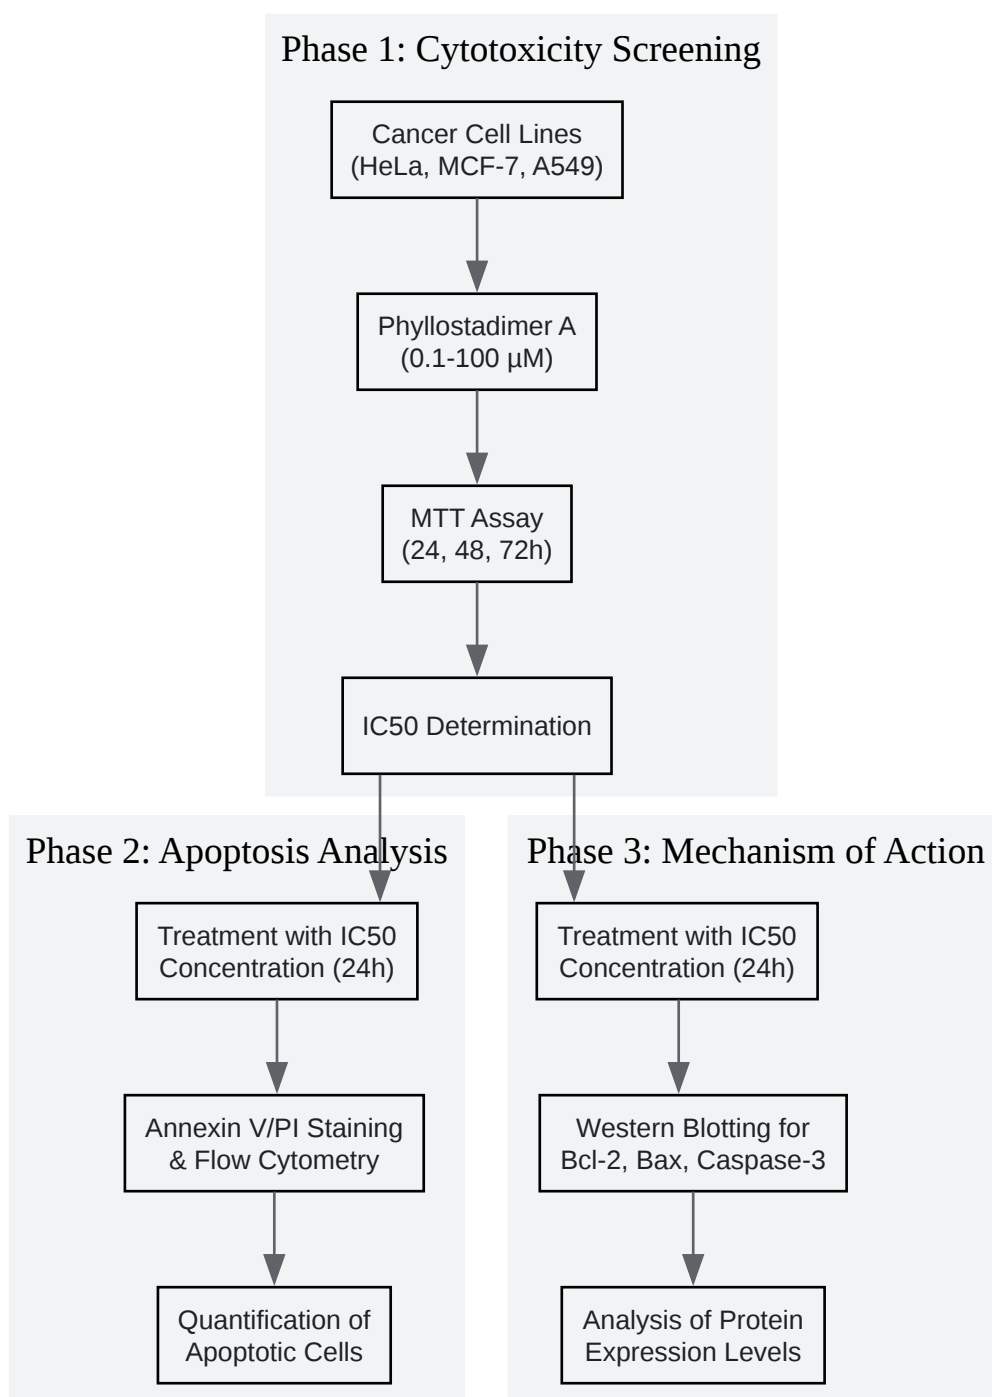 Phase 1: Cytotoxicity Screening
Cancer Cell Lines
(HeLa, MCF-7, A549)
Phyllostadimer A
(0.1-100 µM)
MTT Assay
(24, 48, 72h)
IC50 Determination
Phase 2: Apoptosis Analysis
Treatment with IC50
Concentration (24h)
Annexin V/PI Staining
& Flow Cytometry
Quantification of
Apoptotic Cells
Phase 3: Mechanism of Action
Treatment with IC50
Concentration (24h)
Western Blotting for
Bcl-2, Bax, Caspase-3
Analysis of Protein
Expression Levels